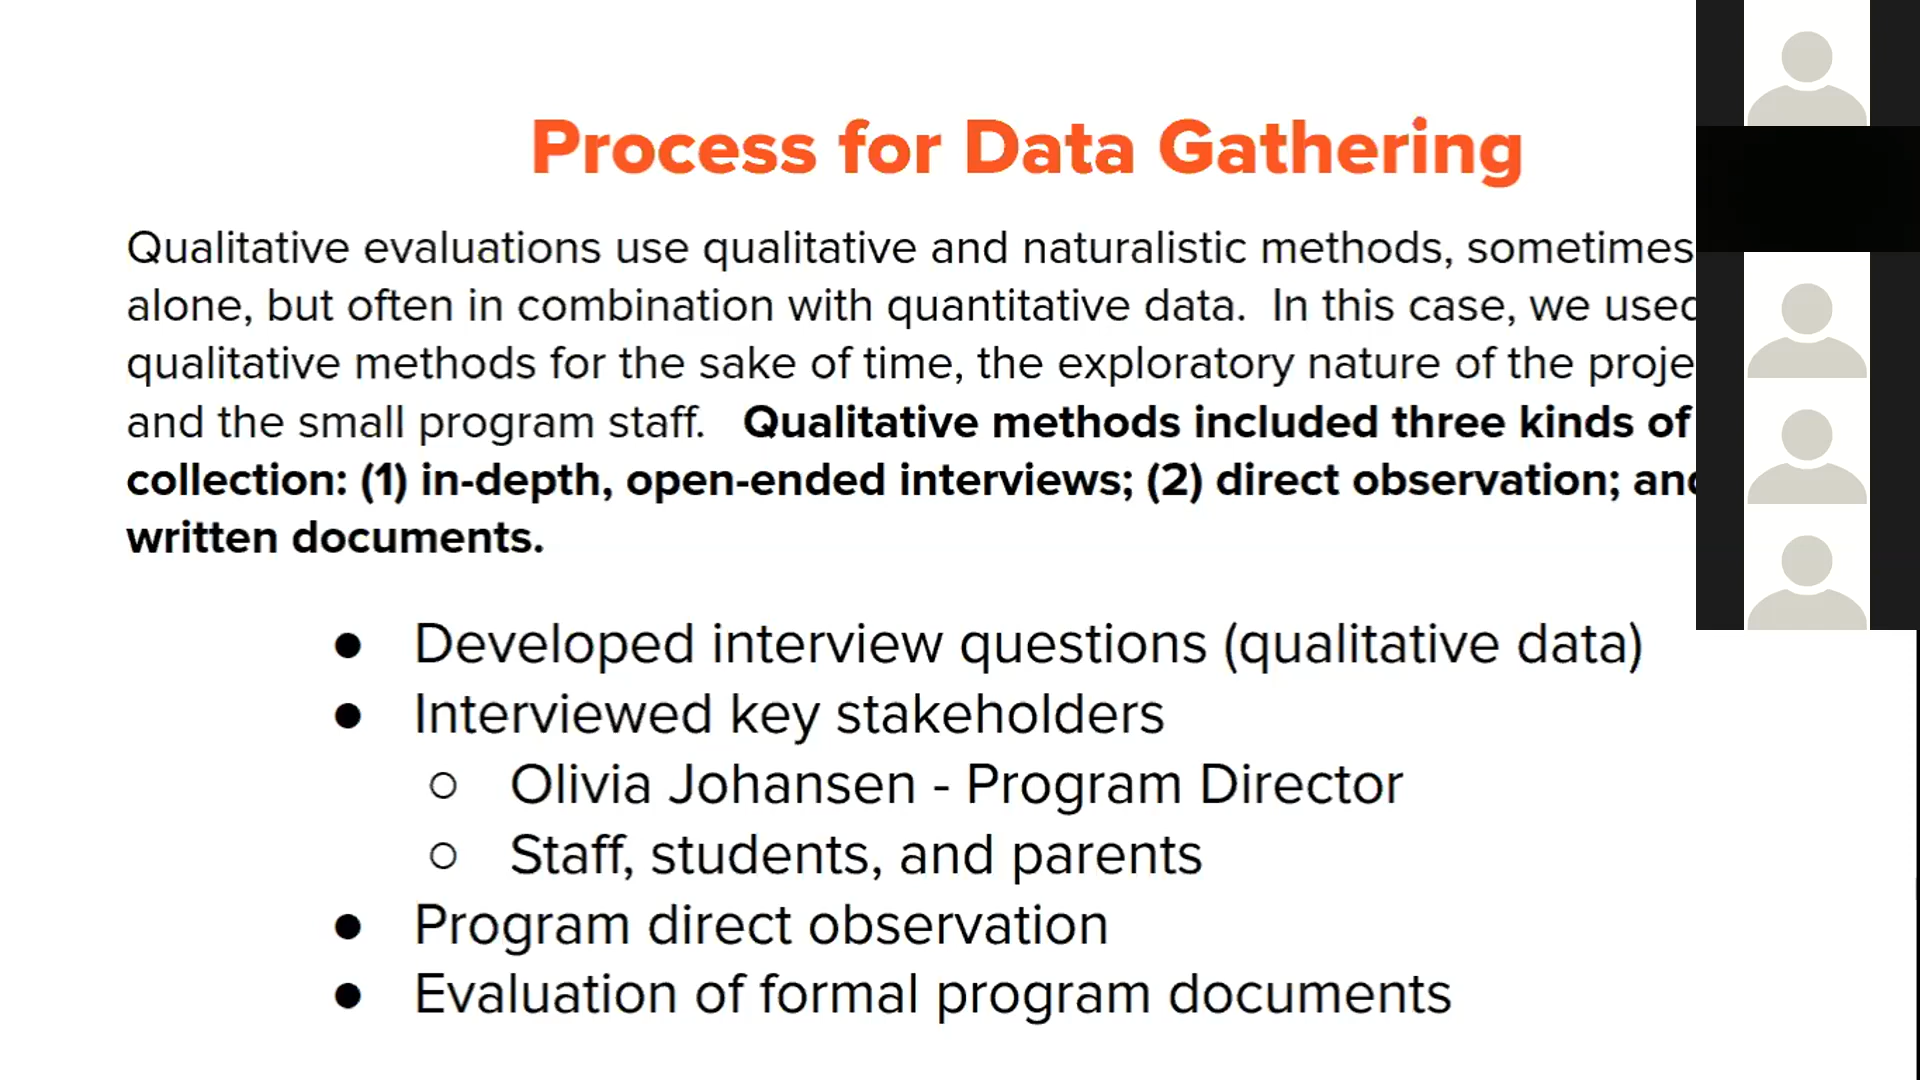 Process for Data Gathering
Qualitative evaluations use qualitative and naturalistic methods, sometimes
alone, but often in combination with quantitative data. In this case, we used
qualitative methods for the sake of time, the exploratory nature of the proje
and the small program staff. Qualitative methods included three kinds of
collection: (1) in-depth, open-ended interviews; (2) direct observation; and
written documents.
● Developed interview questions (qualitative data)
● Interviewed key stakeholders
○ Olivia Johansen - Program Director
○ Staff, students, and parents
● Program direct observation
● Evaluation of formal program documents